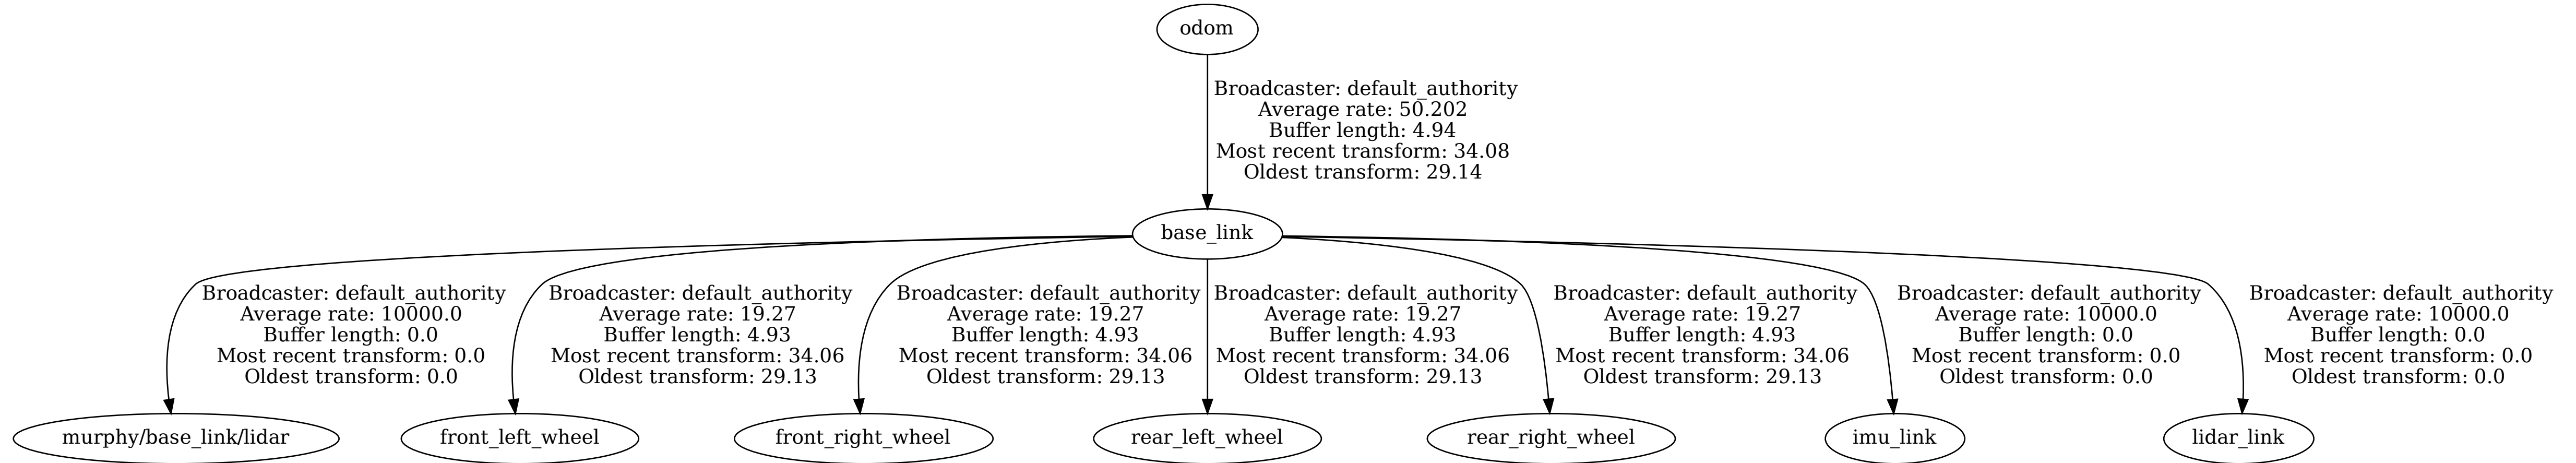 odom
Broadcaster: default_authority
Average rate: 50.202
Buffer length: 4.94
Most recent transform: 34.08
Oldest transform: 29.14
base_link
Broadcaster: default_authority
Average rate: 10000.0
Buffer length: 0.0
Most recent transform: 0.0
Oldest transform: 0.0
Broadcaster: default_authority
Average rate: 19.27
Buffer length: 4.93
Most recent transform: 34.06
Oldest transform: 29.13
Broadcaster: default_authority
Average rate: 19.27
Buffer length: 4.93
Most recent transform: 34.06
Oldest transform: 29.13
Broadcaster: default_authority
Average rate: 19.27
Buffer length: 4.93
Most recent transform: 34.06
Oldest transform: 29.13
Broadcaster: default_authority
Average rate: 19.27
Buffer length: 4.93
Most recent transform: 34.06
Oldest transform: 29.13
Broadcaster: default_authority
Average rate: 10000.0
Buffer length: 0.0
Most recent transform: 0.0
Oldest transform: 0.0
Broadcaster: default_authority
Average rate: 10000.0
Buffer length: 0.0
Most recent transform: 0.0
Oldest transform: 0.0
murphy/base_link/lidar
front_left_wheel
front_right_wheel
rear_left_wheel
rear_right_wheel
imu_link
lidar_link